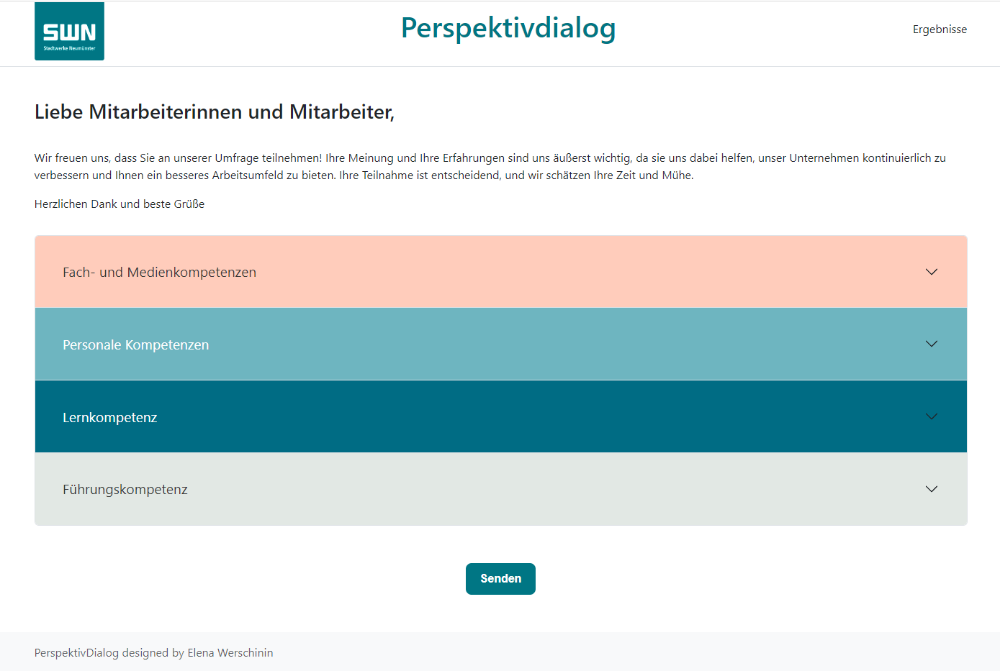 SWN
Stadtwerke Neumünster
Perspektivdialog
Ergebnisse
Liebe Mitarbeiterinnen und Mitarbeiter,
Wir freuen uns, dass Sie an unserer Umfrage teilnehmen! Ihre Meinung und Ihre Erfahrungen sind uns äußerst wichtig, da sie uns dabei helfen, unser Unternehmen kontinuierlich zu
verbessern und Ihnen ein besseres Arbeitsumfeld zu bieten. Ihre Teilnahme ist entscheidend, und wir schätzen Ihre Zeit und Mühe.
Herzlichen Dank und beste Grüße
Fach- und Medienkompetenzen
Personale Kompetenzen
Lernkompetenz
Führungskompetenz
Senden
PerspektivDialog designed by Elena Werschinin